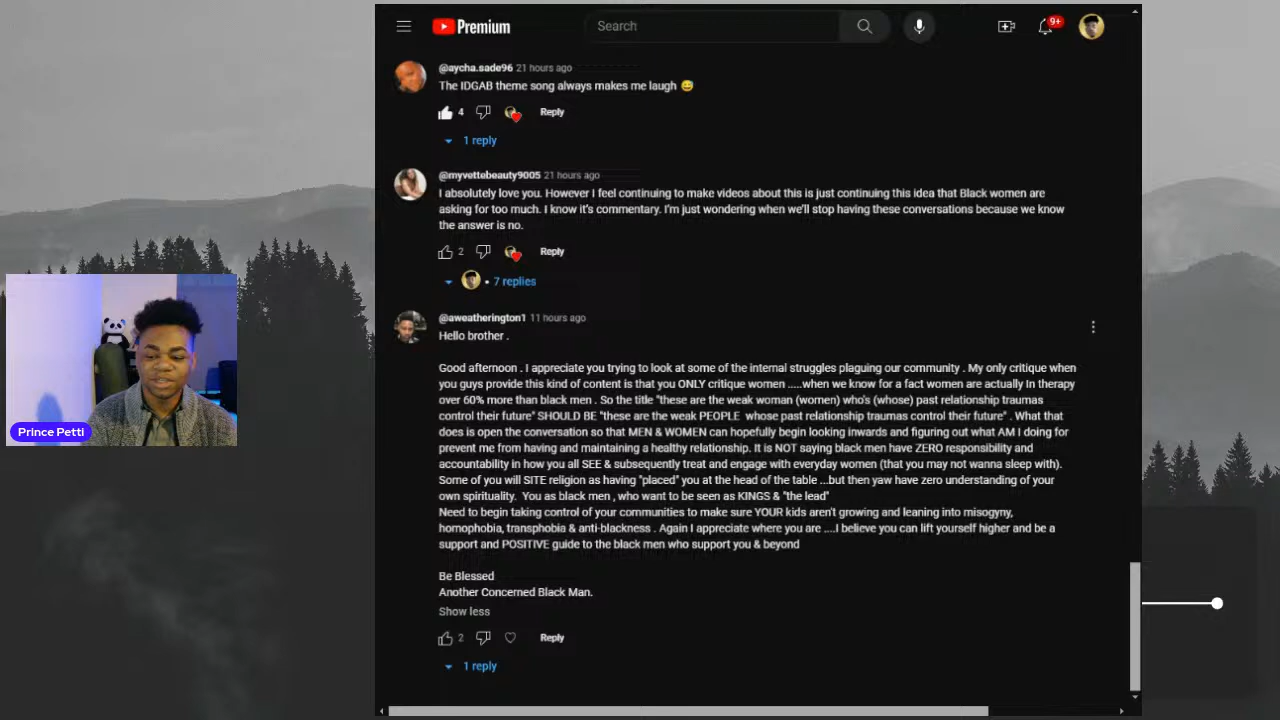 Premium
Search
9+
@aycha.sade96 21 hours ago
The IDGAB theme song always makes me laugh 😅
4 Reply
1 reply
@myvettebeauty9005 21 hours ago
I absolutely love you. However I feel continuing to make videos about this is just continuing this idea that Black women are
asking for too much. I know it's commentary. I'm just wondering when we'll stop having these conversations because we know
the answer is no.
2 Reply
• 7 replies
@aweatherington1 11 hours ago
Hello brother .
Good afternoon . I appreciate you trying to look at some of the internal struggles plaguing our community . My only critique when
you guys provide this kind of content is that you ONLY critique women .....when we know for a fact women are actually In therapy
over 60% more than black men . So the title "these are the weak woman (women) who's (whose) past relationship traumas
control their future" SHOULD BE "these are the weak PEOPLE whose past relationship traumas control their future" . What that
does is open the conversation so that MEN & WOMEN can hopefully begin looking inwards and figuring out what AM I doing for
prevent me from having and maintaining a healthy relationship. It is NOT saying black men have ZERO responsibility and
accountability in how you all SEE & subsequently treat and engage with everyday women (that you may not wanna sleep with).
Some of you will SITE religion as having "placed" you at the head of the table ...but then yaw have zero understanding of your
own spirituality. You as black men , who want to be seen as KINGS & "the lead"
Need to begin taking control of your communities to make sure YOUR kids aren't growing and leaning into misogyny,
homophobia, transphobia & anti-blackness . Again I appreciate where you are ....I believe you can lift yourself higher and be a
support and POSITIVE guide to the black men who support you & beyond
Be Blessed
Another Concerned Black Man.
Show less
2 Reply
1 reply
Prince Petti